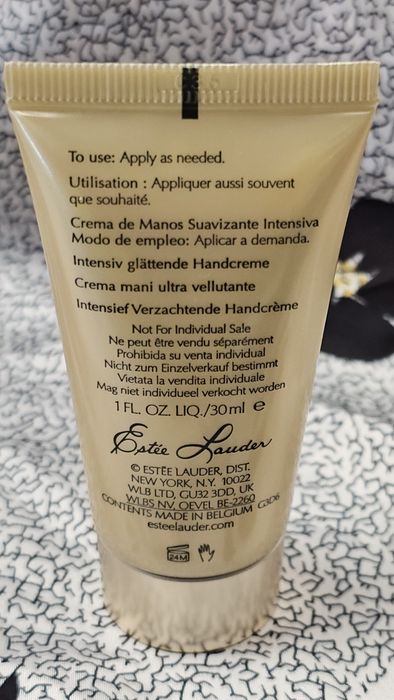 To use: Apply as needed.
Utilisation : Appliquer aussi souvent
que souhaité.
Crema de Manos Suavizante Intensiva
Modo de empleo: Aplicar a demanda.
Intensiv glättende Handcreme
Crema mani ultra vellutante
Intensief Verzachtende Handcrème
Not For Individual Sale
Ne peut être vendu séparément
Prohibida su venta individual
Nicht zum Einzelverkauf bestimmt
Vietata la vendita individuale
Mag niet individueel verkocht worden
1 FL. OZ. LIQ./30ml e
Estée Lauder
© ESTĒE LAUDER, DIST.
NEW YORK, N.Y. 10022
WLB LTD, GU32 3DD, UK
WLBS NV, OEVEL BE-2260
CONTENTS MADE IN BELGIUM G3D6
esteelauder.com
24M